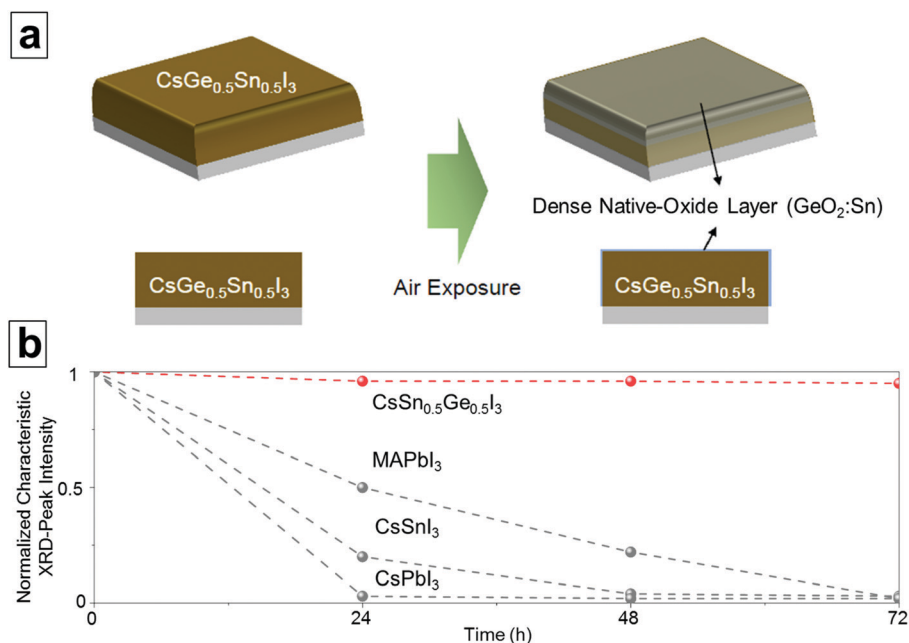 a
CsGe₀.₅Sn₀.₅I₃
Dense Native-Oxide Layer (GeO₂:Sn)
CsGe₀.₅Sn₀.₅I₃
Air Exposure
CsGe₀.₅Sn₀.₅I₃
b
Normalized Characteristic
XRD-Peak Intensity
1
0.5
0
CsSn₀.₅Ge₀.₅I₃
MAPbI₃
CsSnI₃
CsPbI₃
0
24
48
72
Time (h)